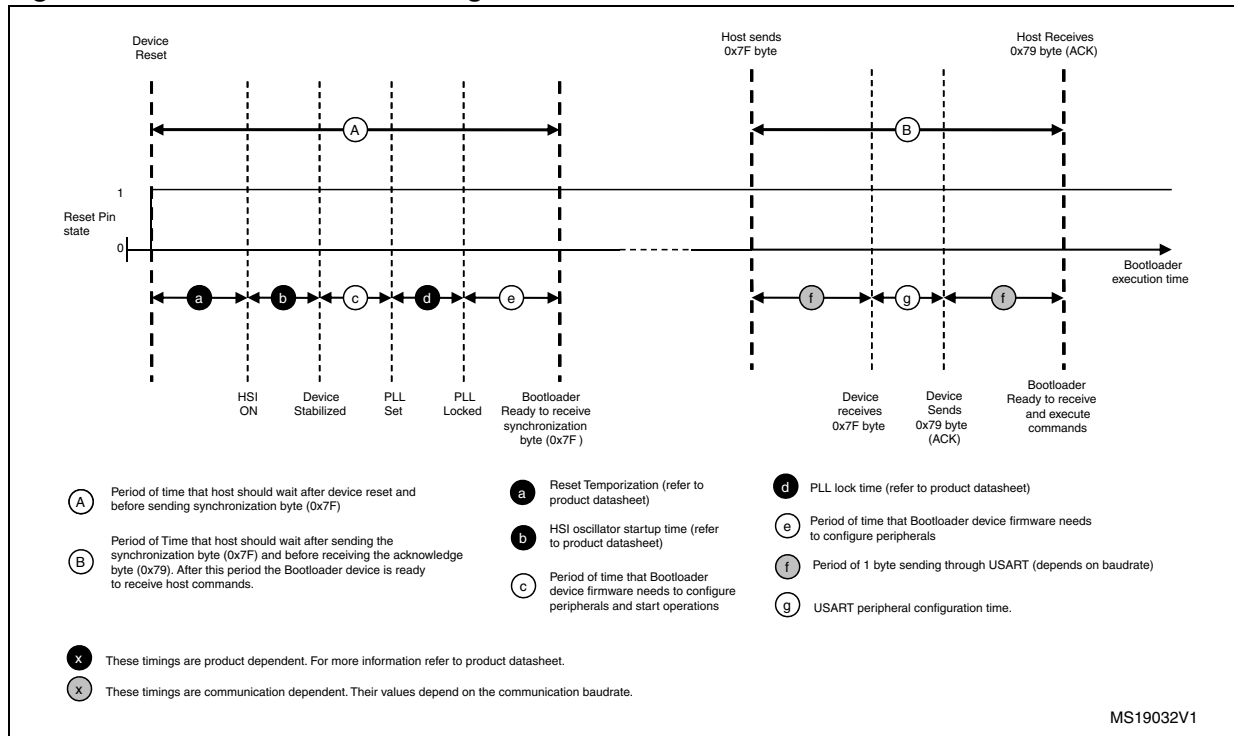 Device
Reset
Host sends
0x7F byte
Host Receives
0x79 byte (ACK)
A
B
1
Reset Pin
state
0
Bootloader
execution time
a
b
c
d
e
f
g
f
HSI
ON
Device
Stabilized
PLL
Set
PLL
Locked
Bootloader
Ready to receive
synchronization
byte (0x7F )
Device
receives
0x7F byte
Device
Sends
0x79 byte
(ACK)
Bootloader
Ready to receive
and execute
commands
A
Period of time that host should wait after device reset and
before sending synchronization byte (0x7F)
B
Period of Time that host should wait after sending the
synchronization byte (0x7F) and before receiving the acknowledge
byte (0x79). After this period the Bootloader device is ready
to receive host commands.
a
Reset Temporization (refer to
product datasheet)
b
HSI oscillator startup time (refer
to product datasheet)
c
Period of time that Bootloader
device firmware needs to configure
peripherals and start operations
d
PLL lock time (refer to product datasheet)
e
Period of time that Bootloader device firmware needs
to configure peripherals
f
Period of 1 byte sending through USART (depends on baudrate)
g
USART peripheral configuration time.
x
These timings are product dependent. For more information refer to product datasheet.
x
These timings are communication dependent. Their values depend on the communication baudrate.
MS19032V1